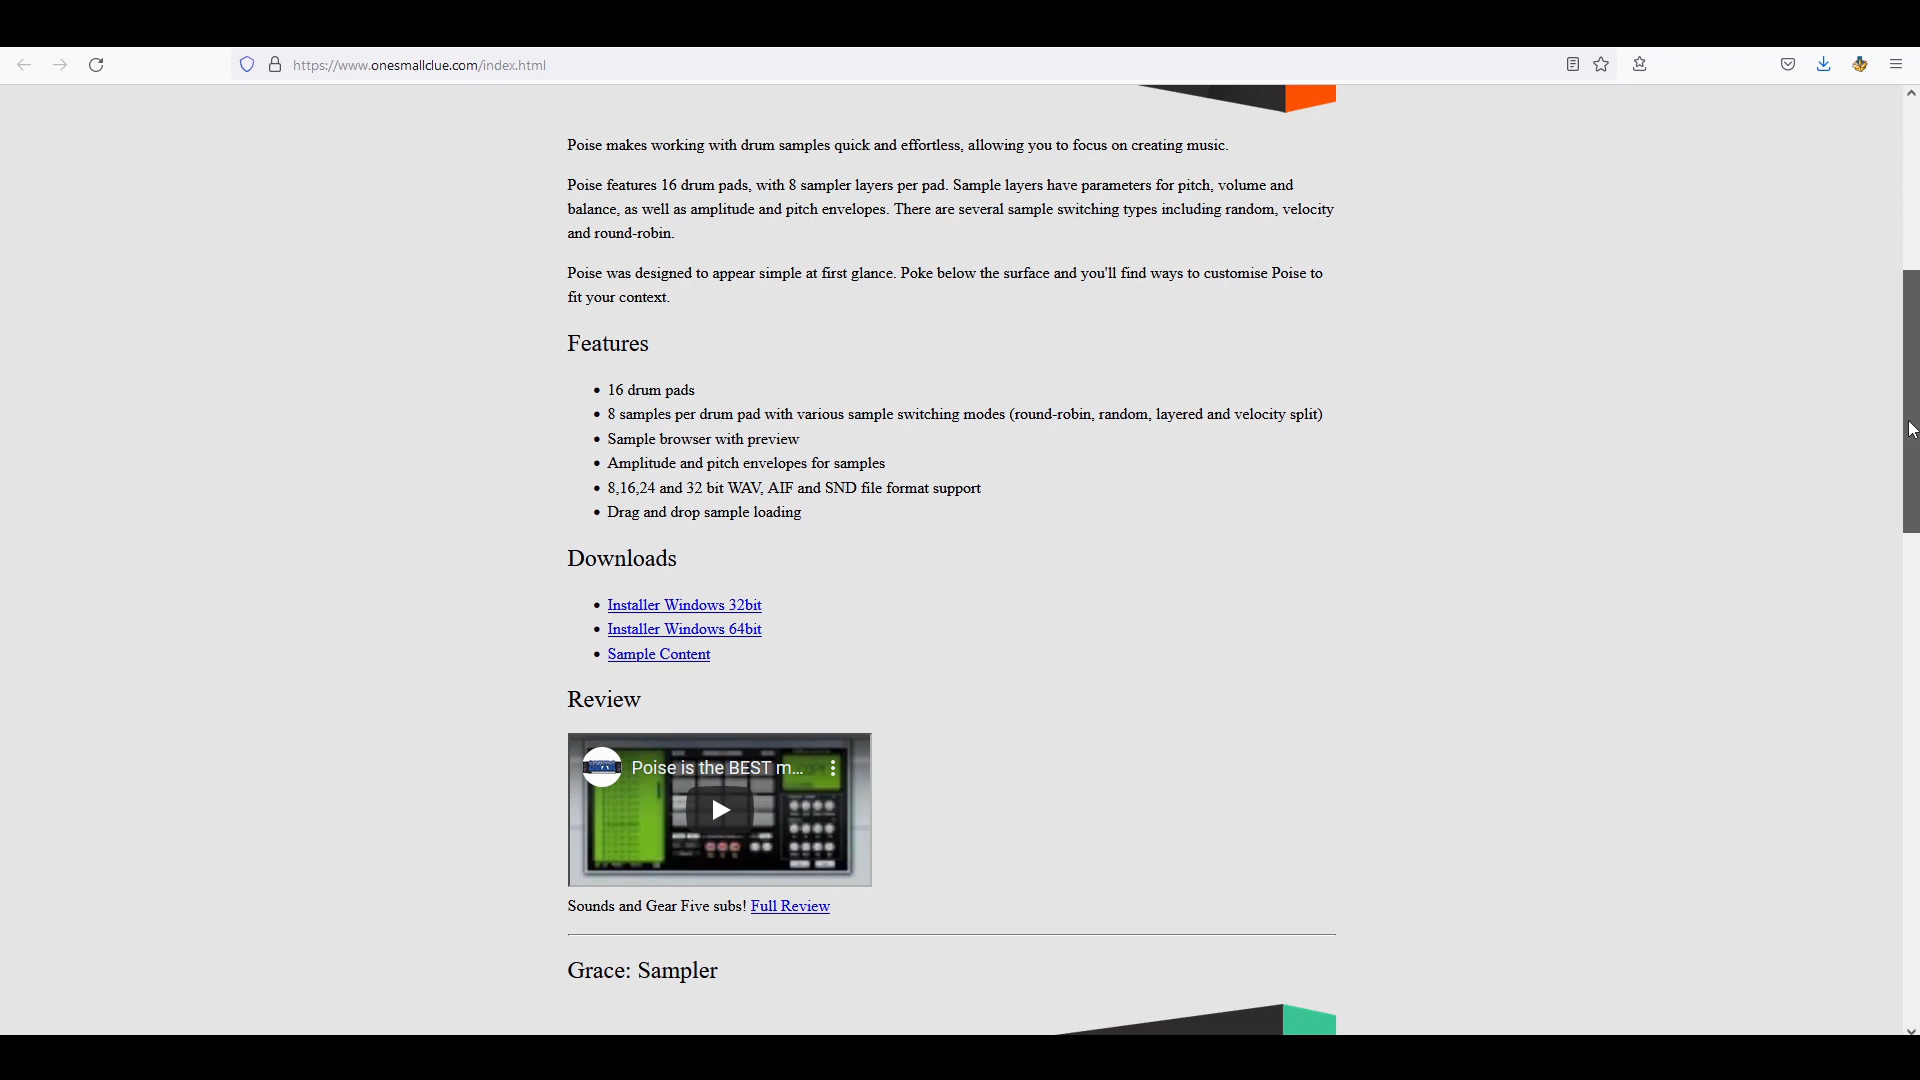 https://www.onesmallclue.com/index.html
Poise makes working with drum samples quick and effortless, allowing you to focus on creating music.
Poise features 16 drum pads, with 8 sampler layers per pad. Sample layers have parameters for pitch, volume and
balance, as well as amplitude and pitch envelopes. There are several sample switching types including random, velocity
and round-robin.
Poise was designed to appear simple at first glance. Poke below the surface and you'll find ways to customise Poise to
fit your context.
Features
• 16 drum pads
• 8 samples per drum pad with various sample switching modes (round-robin, random, layered and velocity split)
• Sample browser with preview
• Amplitude and pitch envelopes for samples
• 8,16,24 and 32 bit WAV, AIF and SND file format support
• Drag and drop sample loading
Downloads
• Installer Windows 32bit
• Installer Windows 64bit
• Sample Content
Review
Poise is the BEST m...
Sounds and Gear Five subs! Full Review
Grace: Sampler